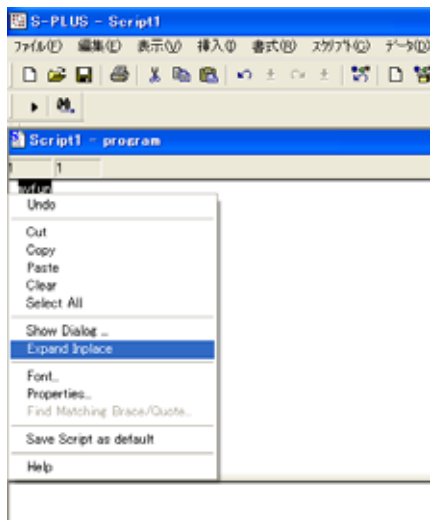 S-PLUS - Script1
ファイル(F) 編集(E) 表示(V) 挿入(I) 書式(R) スクリプト(C) データ(D)
Script1 - program
1 1
Undo
Cut
Copy
Paste
Clear
Select All
Show Dialog ...
Expand Inplace
Font...
Properties...
Find Matching Brace/Quote...
Save Script as default
Help